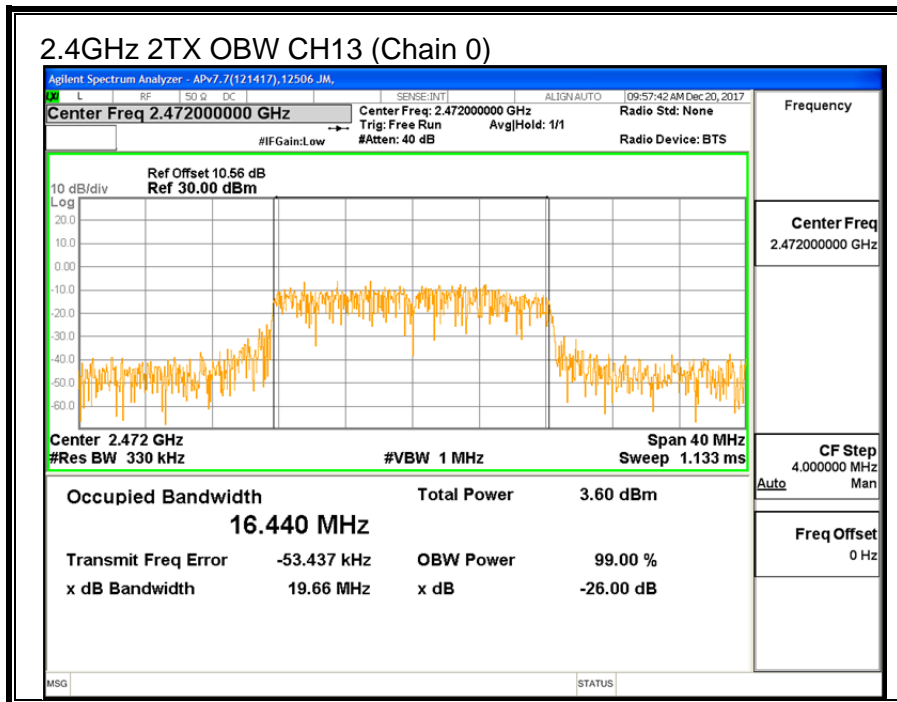 2.4GHz 2TX OBW CH13 (Chain 0)
Agilent Spectrum Analyzer - APv7.7(121417),12506 JM,
LXI L RF 50 Ω DC SENSE:INT ALIGN AUTO 09:57:42 AM Dec 20, 2017
Center Freq 2.472000000 GHz
Center Freq: 2.472000000 GHz
Radio Std: None
Trig: Free Run Avg|Hold: 1/1
#IFGain:Low
#Atten: 40 dB
Radio Device: BTS
Frequency
Ref Offset 10.56 dB
10 dB/div Ref 30.00 dBm
Log
20.0
10.0
0.00
-10.0
-20.0
-30.0
-40.0
-50.0
-60.0
Center 2.472 GHz
Span 40 MHz
#Res BW 330 kHz
#VBW 1 MHz
Sweep 1.133 ms
Occupied Bandwidth
16.440 MHz
Total Power 3.60 dBm
Transmit Freq Error -53.437 kHz
OBW Power 99.00 %
x dB Bandwidth 19.66 MHz
x dB -26.00 dB
Center Freq
2.472000000 GHz
CF Step
4.000000 MHz
Auto Man
Freq Offset
0 Hz
MSG
STATUS